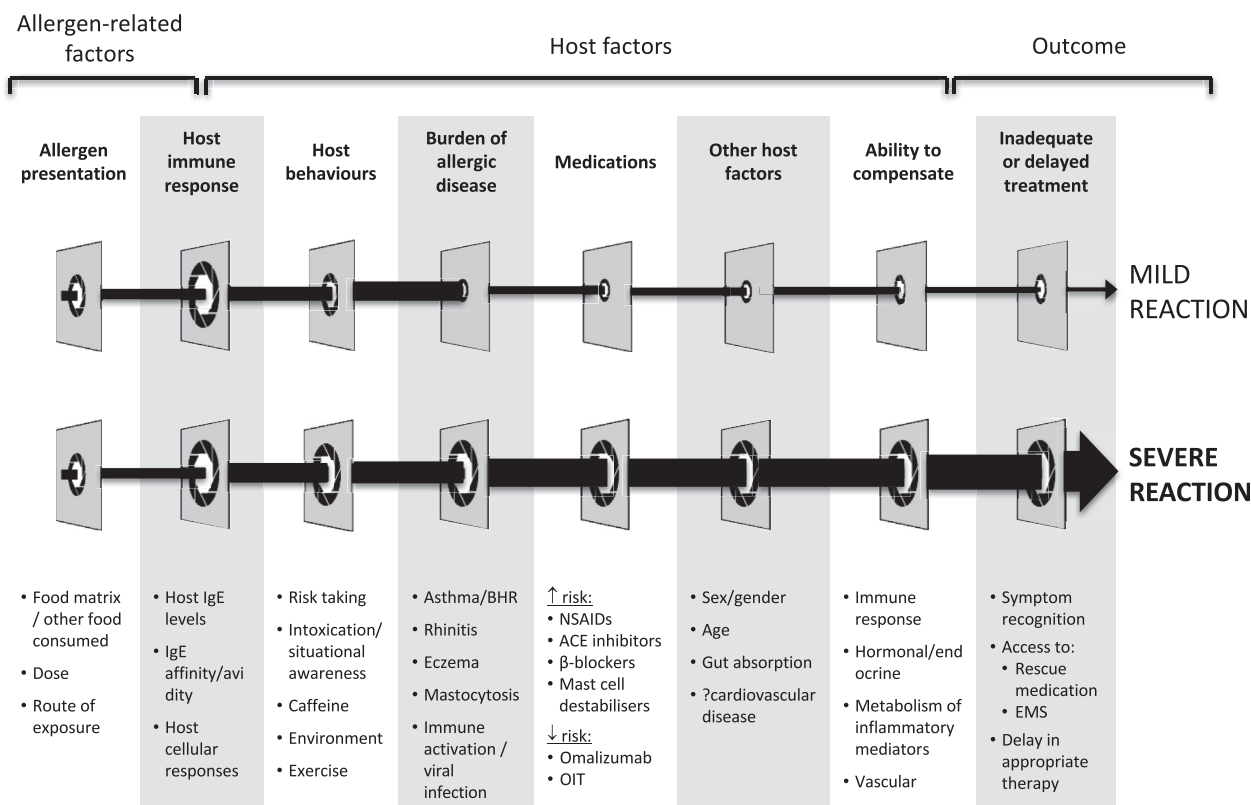 Allergen-related
factors
Host factors
Outcome
Allergen
presentation
Host
immune
response
Host
behaviours
Burden of
allergic
disease
Medications
Other host
factors
Ability to
compensate
Inadequate
or delayed
treatment
MILD
REACTION
SEVERE
REACTION
• Food matrix
/ other food
consumed
• Dose
• Route of
exposure
• Host IgE
levels
• IgE
affinity/avi
dity
• Host
cellular
responses
• Risk taking
• Intoxication/
situational
awareness
• Caffeine
• Environment
• Exercise
• Asthma/BHR
• Rhinitis
• Eczema
• Mastocytosis
• Immune
activation /
viral
infection
↑ risk:
• NSAIDs
• ACE inhibitors
• β-blockers
• Mast cell
destabilisers
↓ risk:
• Omalizumab
• OIT
• Sex/gender
• Age
• Gut absorption
• ?cardiovascular
disease
• Immune
response
• Hormonal/end
ocrine
• Metabolism of
inflammatory
mediators
• Vascular
• Symptom
recognition
• Access to:
• Rescue
medication
• EMS
• Delay in
appropriate
therapy